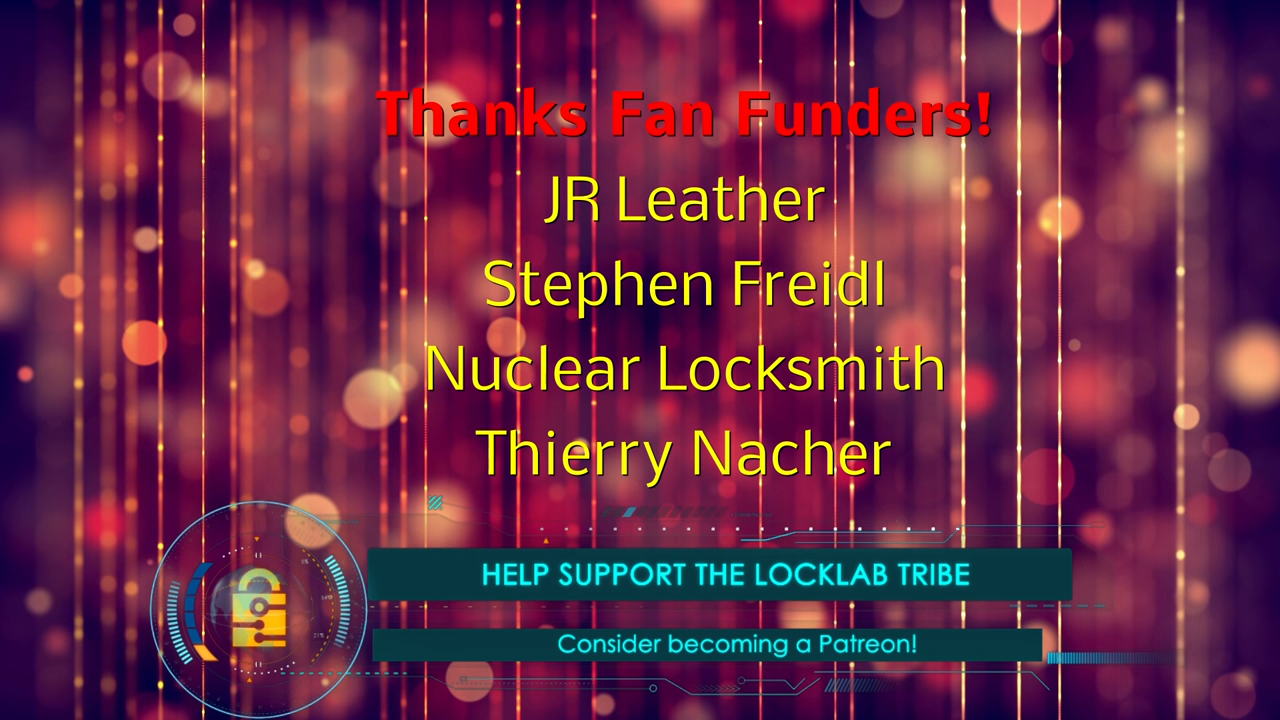 Thanks Fan Funders!
JR Leather
Stephen Freidl
Nuclear Locksmith
Thierry Nacher
HELP SUPPORT THE LOCKLAB TRIBE
Consider becoming a Patreon!